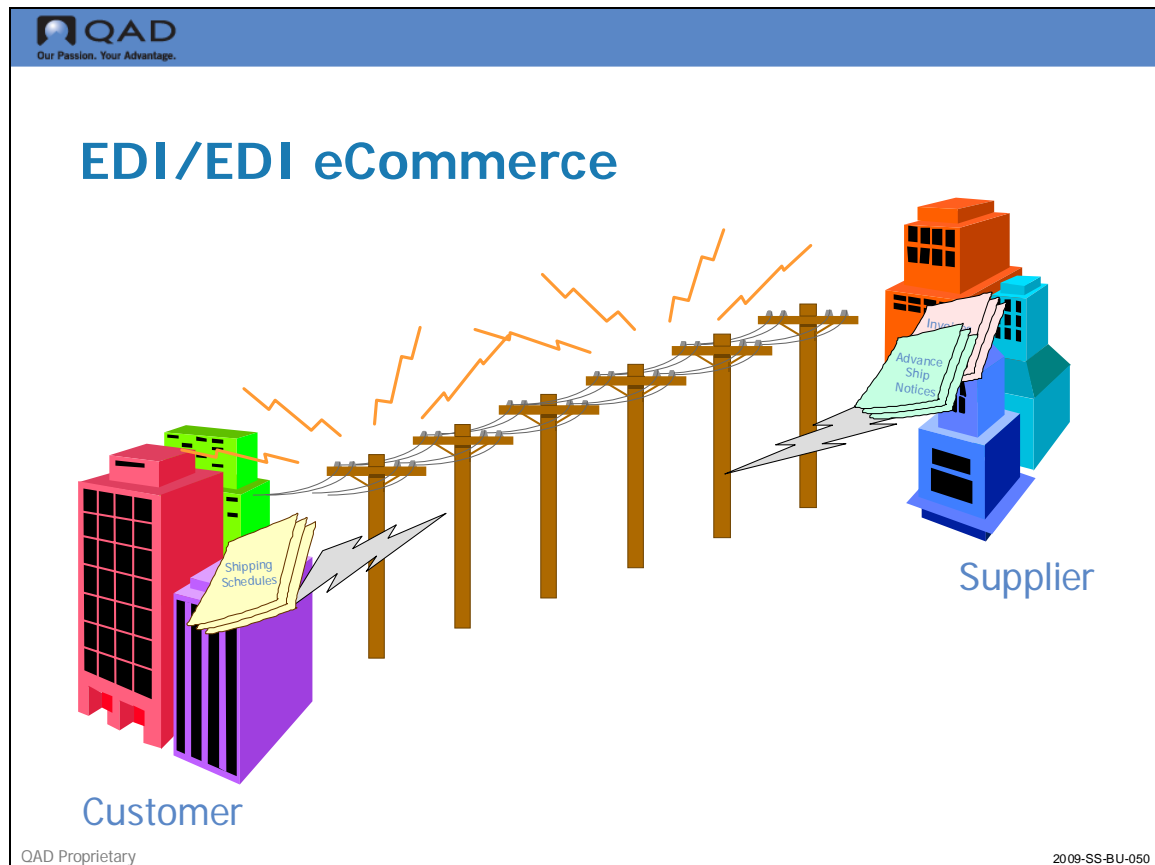 QAD
Our Passion. Your Advantage.
EDI/EDI eCommerce
Advance
Ship
Notices
Shipping
Schedules
Supplier
Customer
QAD Proprietary
2009-SS-BU-050